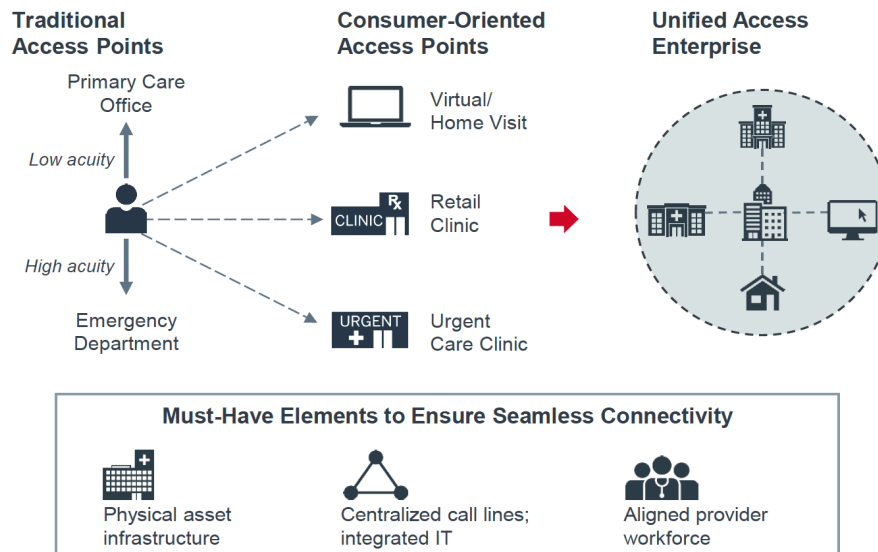 Traditional
Access Points
Consumer-Oriented
Access Points
Unified Access
Enterprise
Primary Care
Office
Low acuity
High acuity
Emergency
Department
Virtual/
Home Visit
CLINIC
Rx
Retail
Clinic
URGENT
Urgent
Care Clinic
Must-Have Elements to Ensure Seamless Connectivity
Physical asset
infrastructure
Centralized call lines;
integrated IT
Aligned provider
workforce